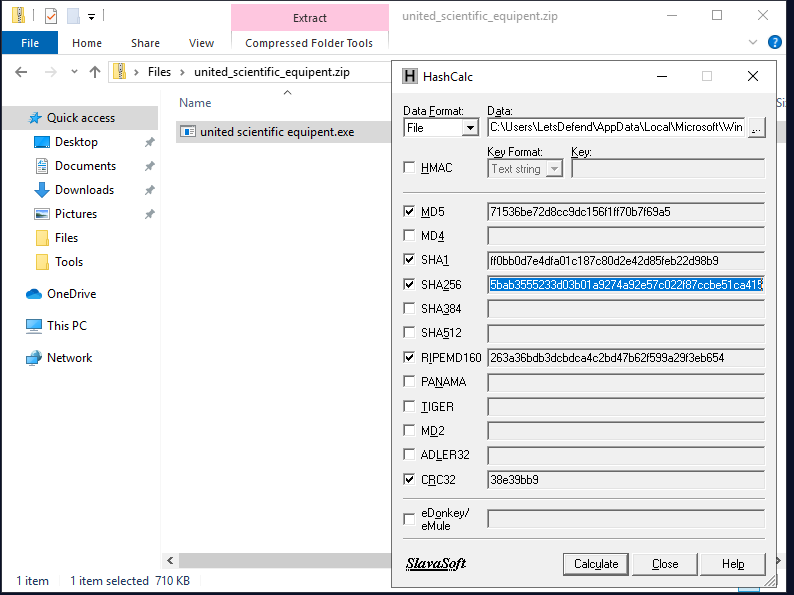 Extract
united_scientific_equipent.zip
File
Home
Share
View
Compressed Folder Tools
Files
united_scientific_equipent.zip
Quick access
Desktop
Documents
Downloads
Pictures
Files
Tools
OneDrive
This PC
Network
Name
Si
united scientific equipent.exe
1 item
1 item selected 710 KB
H HashCalc
Data Format:
Data:
File
C:\Users\LetsDefend\AppData\Local\Microsoft\Win
...
Key Format:
Key:
HMAC
Text string
MD5
71536be72d8cc9dc156f1ff70b7f69a5
MD4
SHA1
ff0bb0d7e4dfa01c187c80d2e42d85feb22d98b9
SHA256
5bab3555233d03b01a9274a92e57c022f87ccbe51ca415
SHA384
SHA512
RIPEMD160
263a36bdb3dcbdca4c2bd47b62f599a29f3eb654
PANAMA
TIGER
MD2
ADLER32
CRC32
38e39bb9
eDonkey/
eMule
SlavaSoft
Calculate
Close
Help